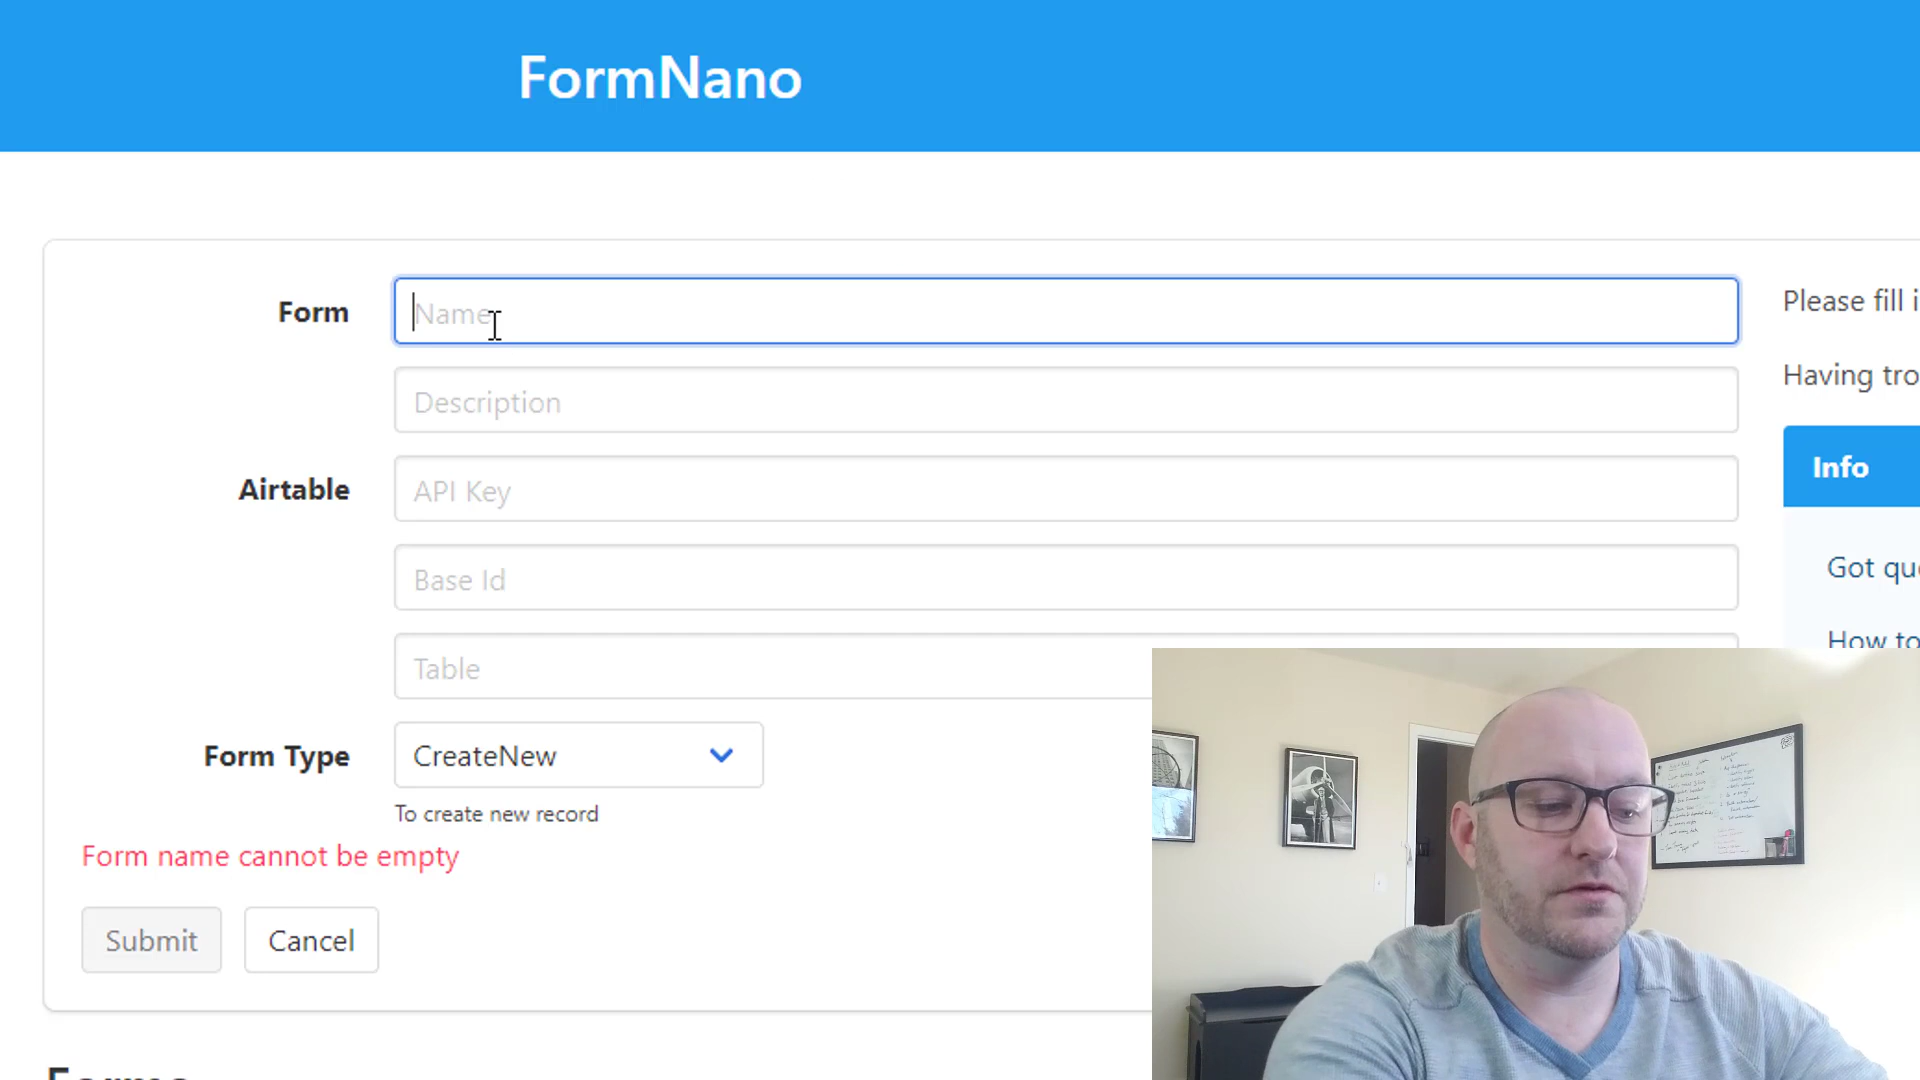 FormNano
Form
Name
Please fill i
Description
Having tro
Airtable
API Key
Info
Base Id
Got qu
How to
Table
Form Type
CreateNew
To create new record
Form name cannot be empty
Submit
Cancel
Forms